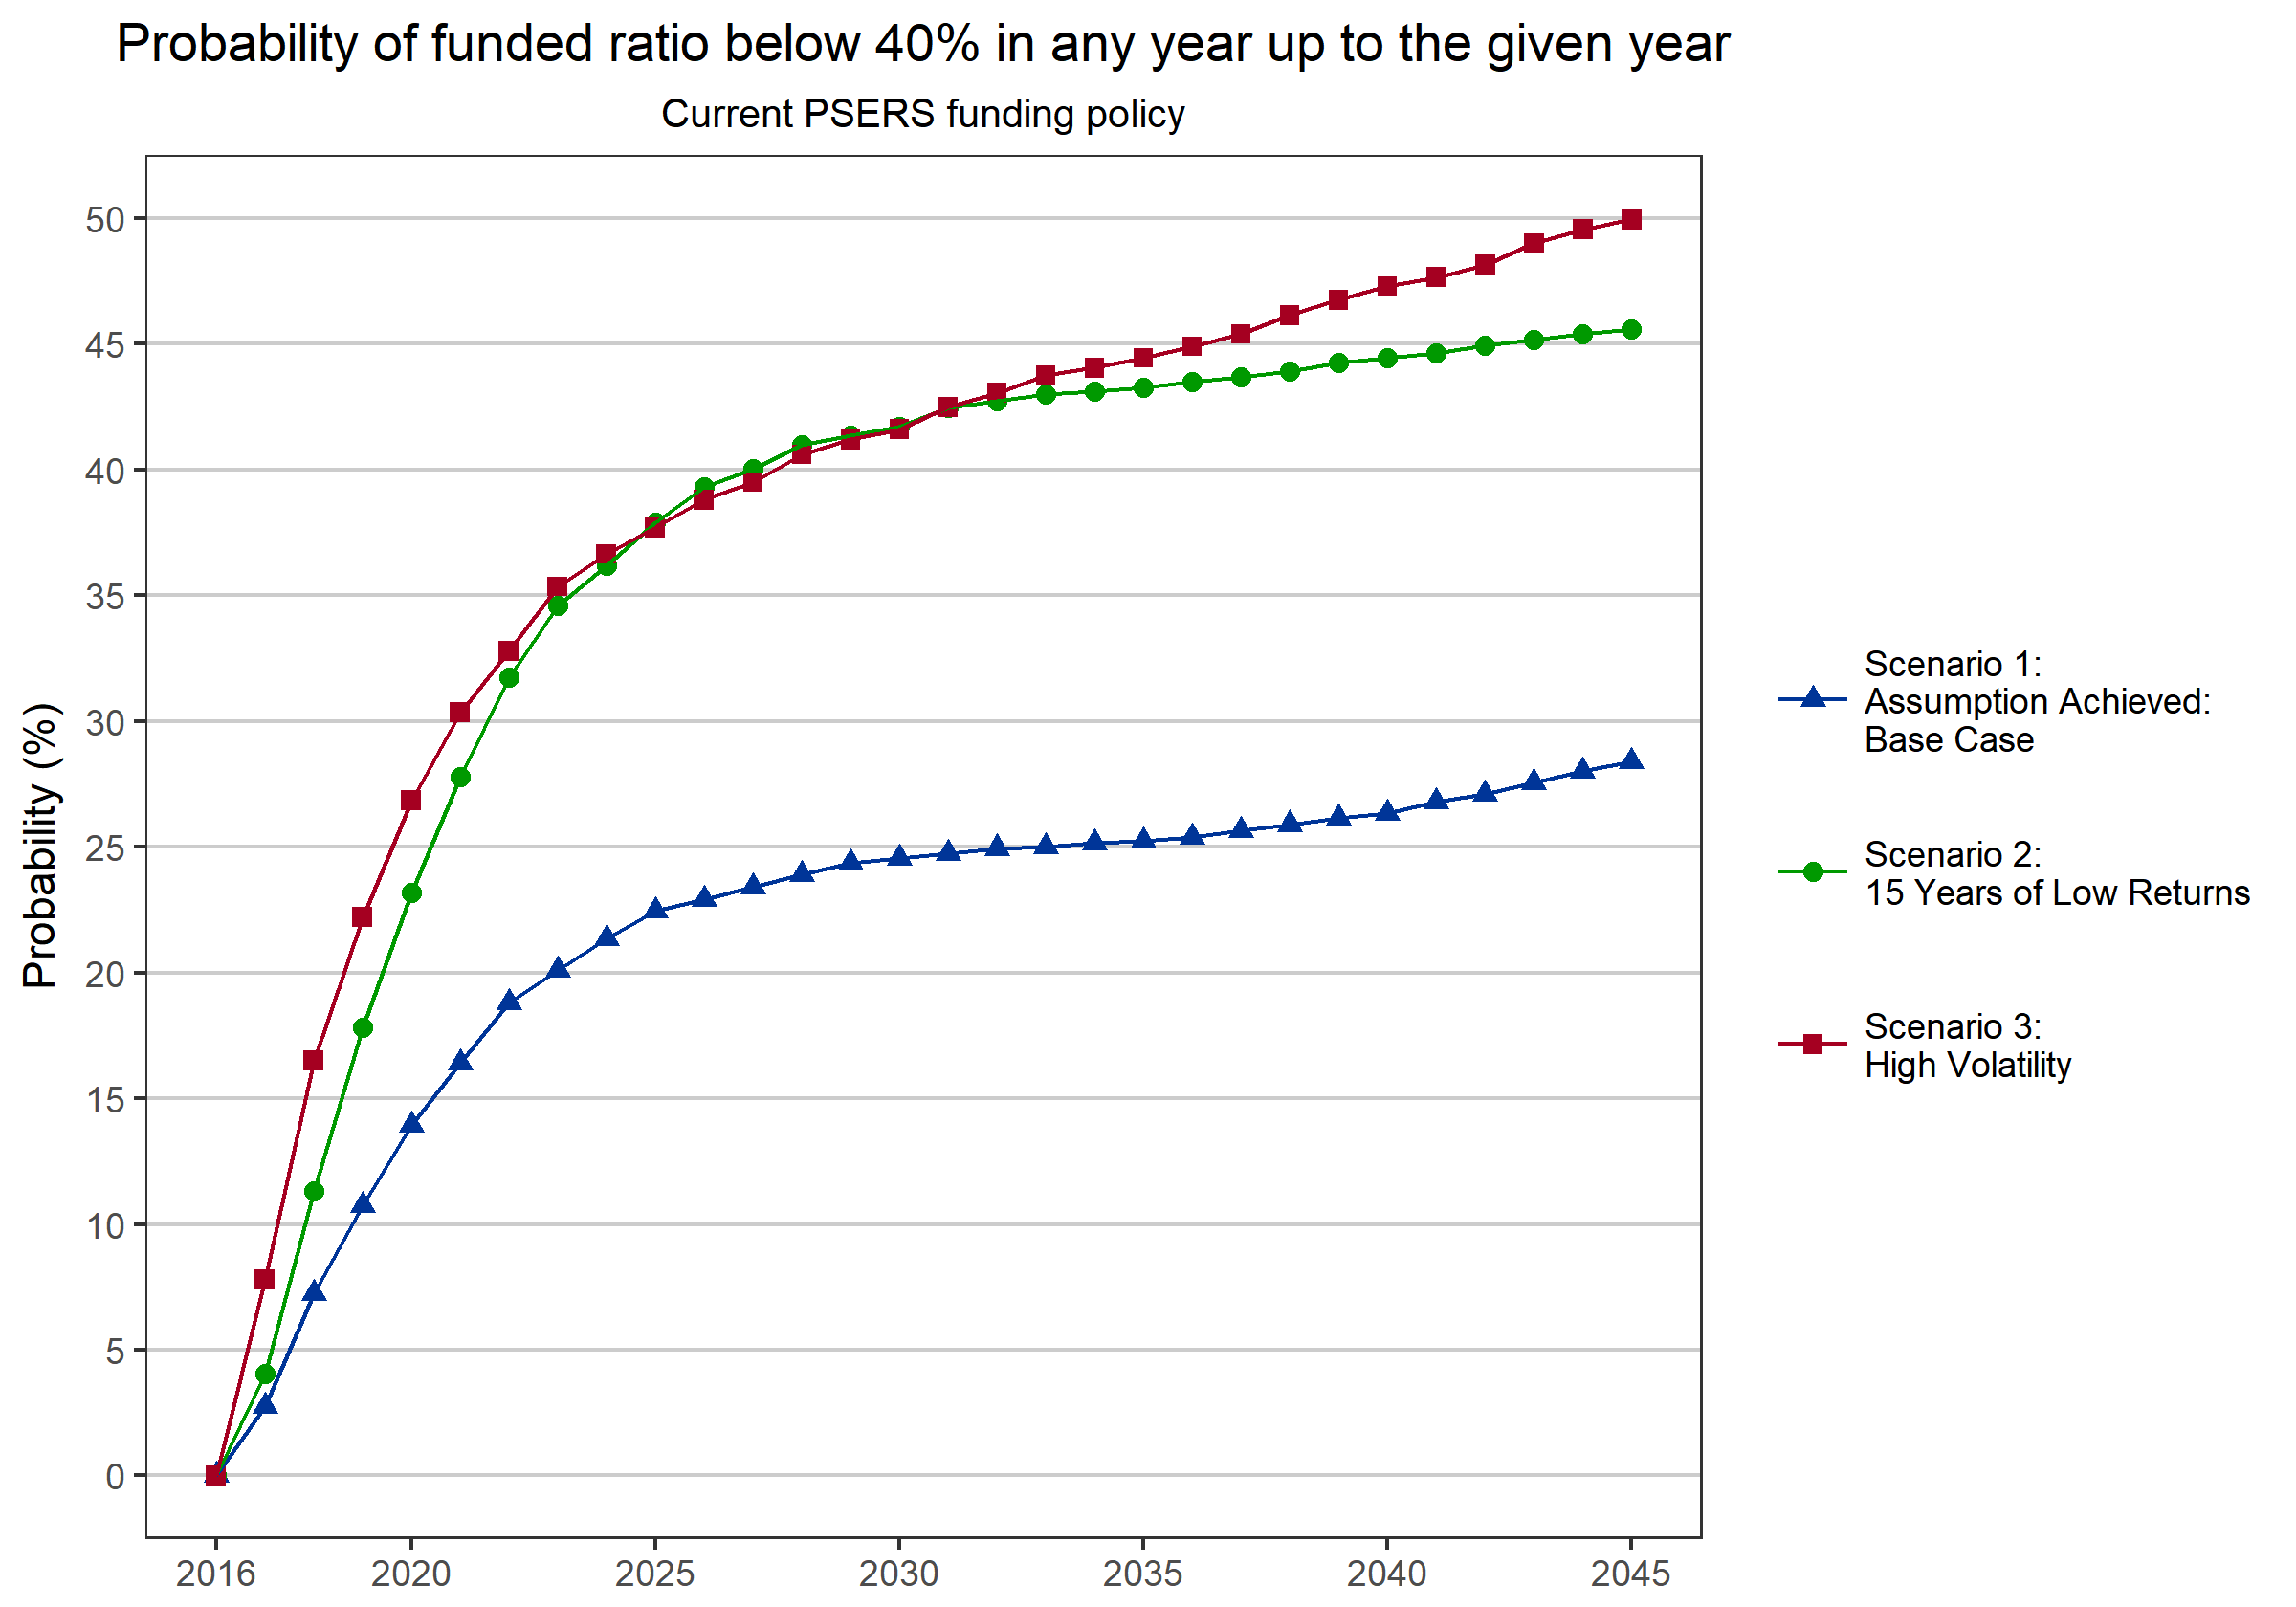 Probability of funded ratio below 40% in any year up to the given year
Current PSERS funding policy
Probability (%)
50
45
40
35
30
25
20
15
10
5
0
2016 2020 2025 2030 2035 2040 2045
Scenario 1:
Assumption Achieved:
Base Case
Scenario 2:
15 Years of Low Returns
Scenario 3:
High Volatility